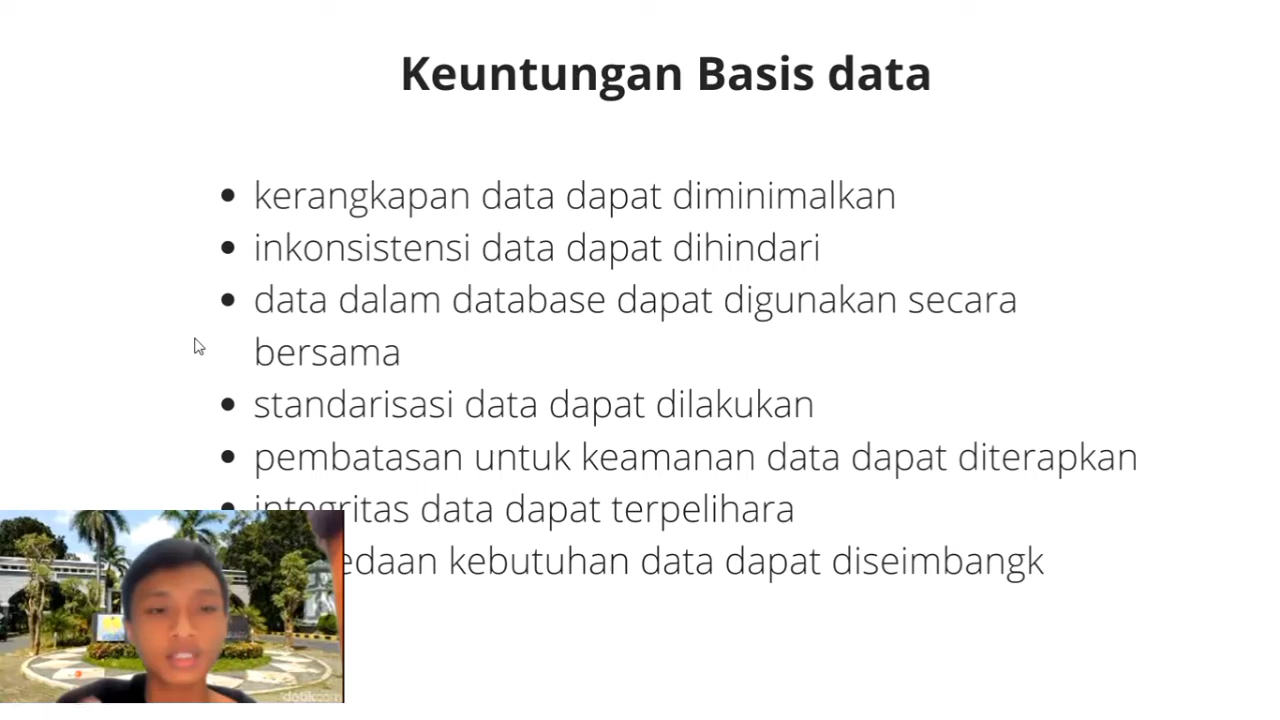 Keuntungan Basis data
kerangkapan data dapat diminimalkan
inkonsistensi data dapat dihindari
data dalam database dapat digunakan secara
bersama
standarisasi data dapat dilakukan
pembatasan untuk keamanan data dapat diterapkan
integritas data dapat terpelihara
kebutuhan data dapat diseimbangk
detikcom